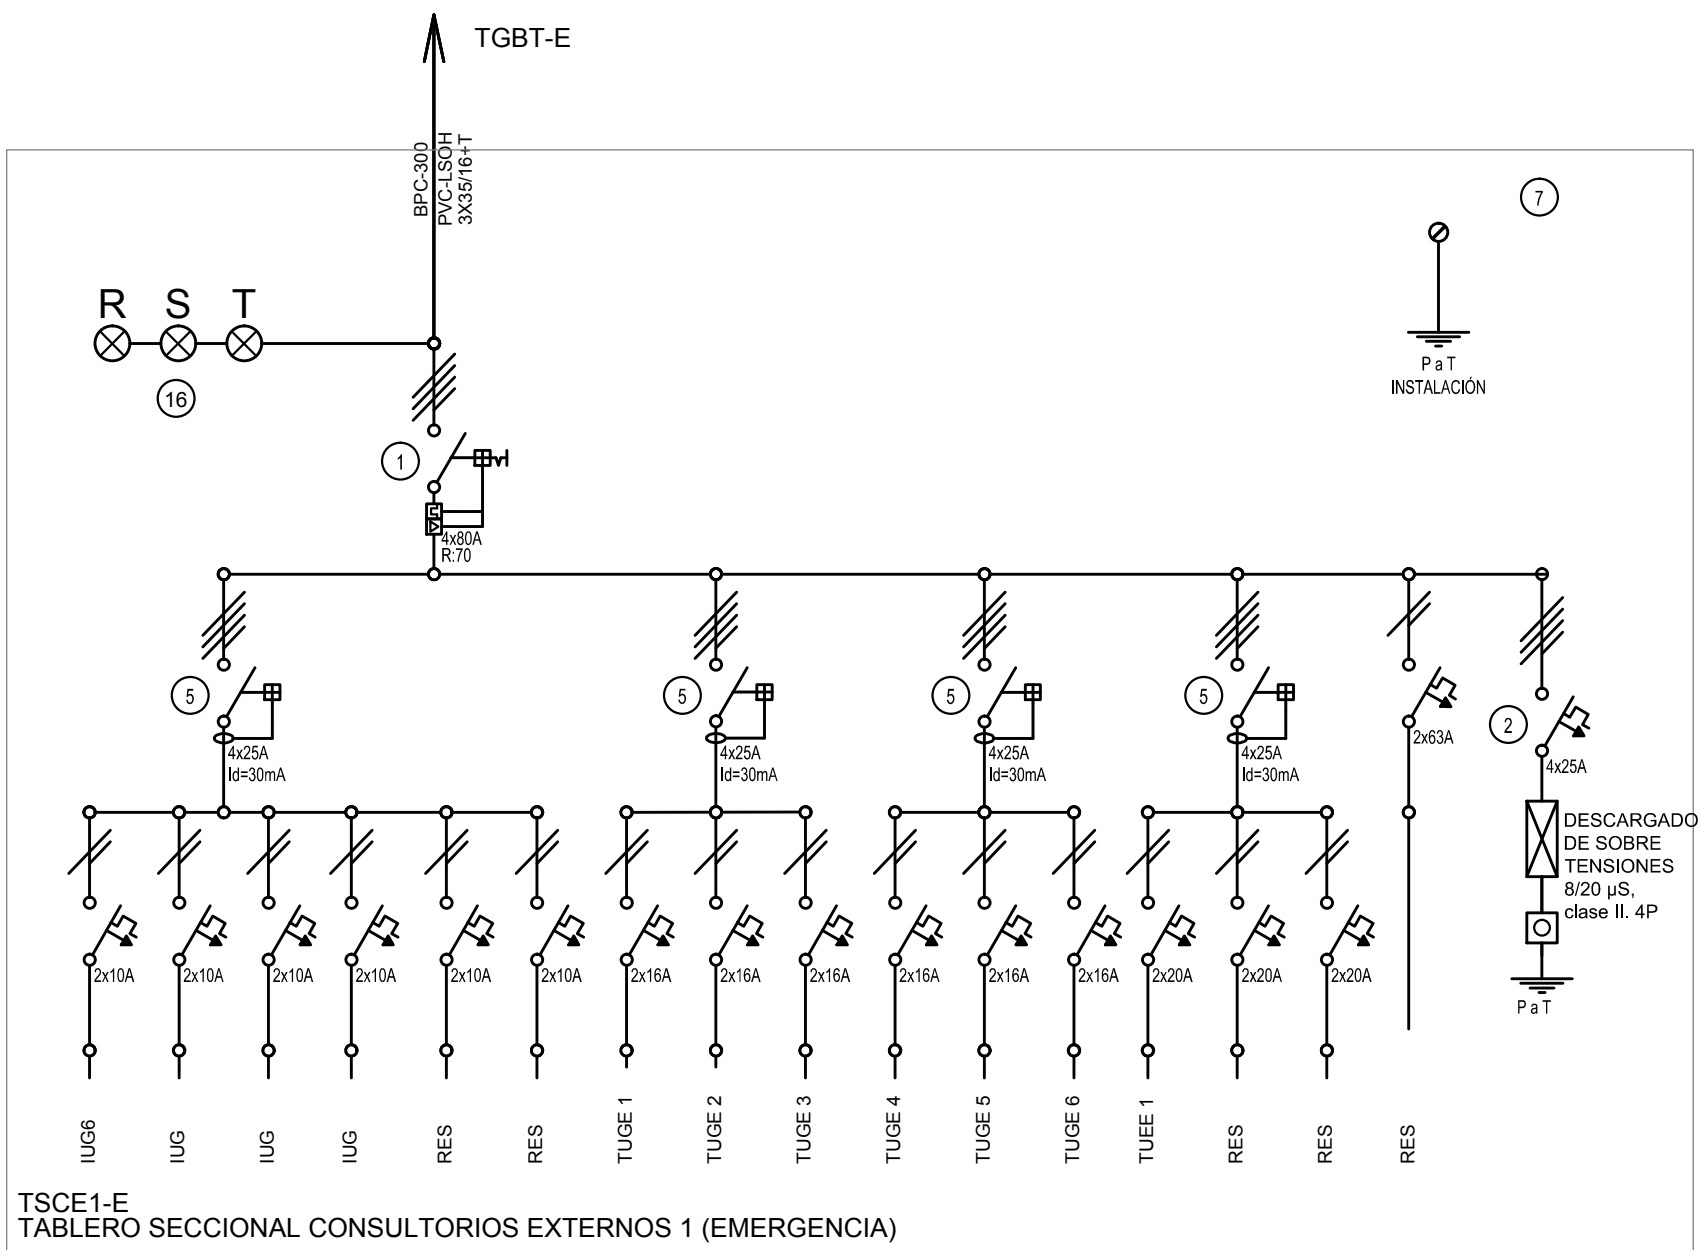 TGBT-E
BPC-300
PVC-LSOH
3X35/16+T
7
R S T
16
P a T
INSTALACIÓN
1
4x80A
R:70
5
4x25A
Id=30mA
5
4x25A
Id=30mA
5
4x25A
Id=30mA
5
4x25A
Id=30mA
2x63A
2
4x25A
DESCARGADO
DE SOBRE
TENSIONES
8/20 µS,
clase II. 4P
P a T
2x10A 2x10A 2x10A 2x10A 2x10A 2x10A 2x16A 2x16A 2x16A 2x16A 2x16A 2x16A 2x20A 2x20A 2x20A
IUG6
IUG
IUG
IUG
RES
RES
TUGE 1
TUGE 2
TUGE 3
TUGE 4
TUGE 5
TUGE 6
TUEE 1
RES
RES
RES
TSCE1-E
TABLERO SECCIONAL CONSULTORIOS EXTERNOS 1 (EMERGENCIA)